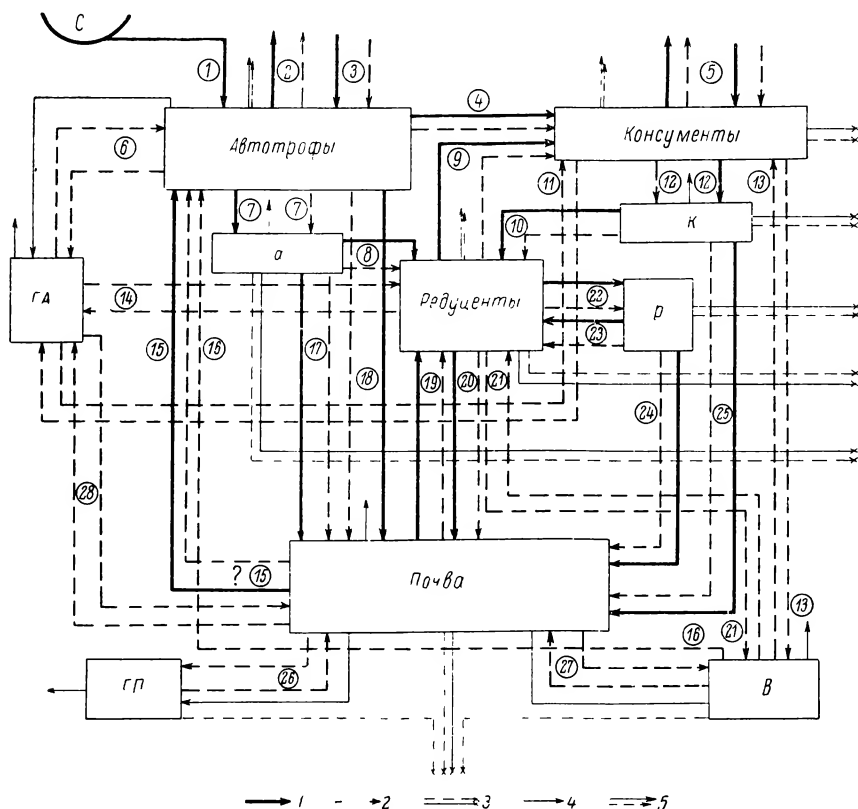 С
1 2 3 4 5
Автотрофы
Консументы
6 9 11 12 12 13
7 7 10
а
8
К
ГА
14
Редуценты
22
Р
23
15 16 17 18 19 20 21 24 25
28
? 15
Почва
13
16 21
ГП
26
27
В
1 2 3 4 5